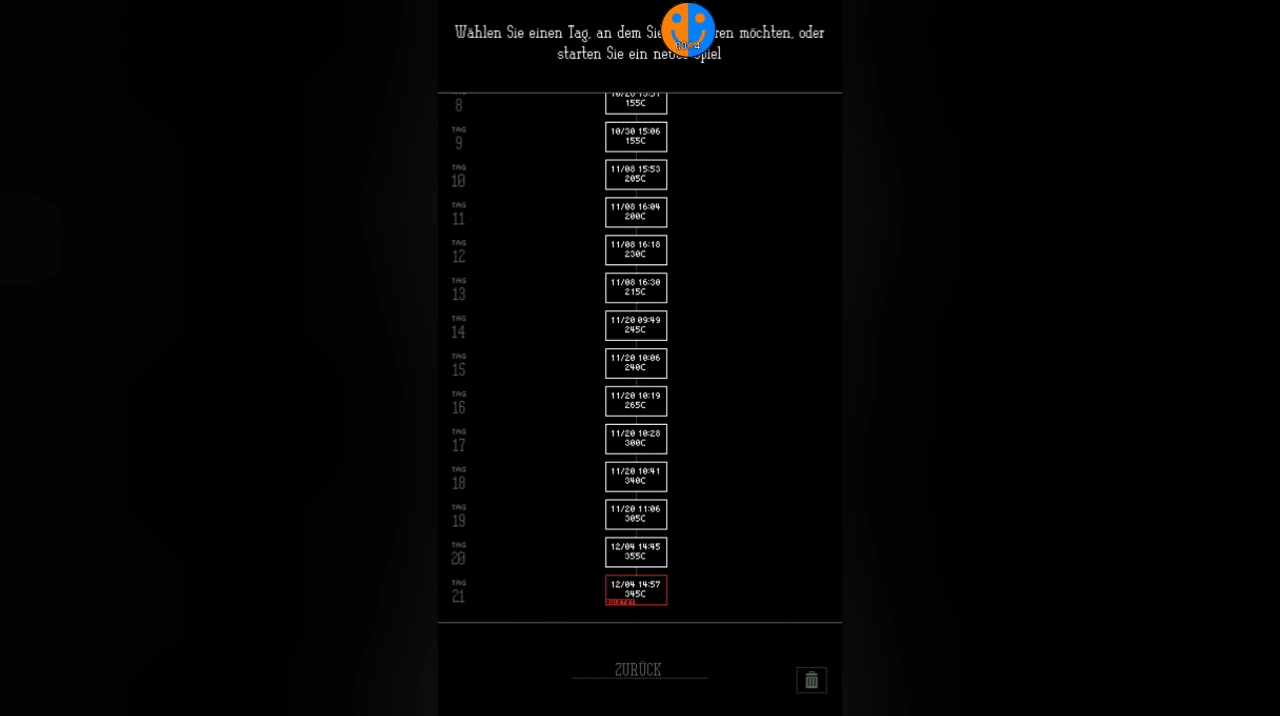 Wählen Sie einen Tag, an dem Sie möchten, oder
starten Sie ein
8
155C
TAG
9
10/30 15:06
155C
TAG
10
11/08 15:53
205C
TAG
11
11/08 16:04
200C
TAG
12
11/08 16:18
230C
TAG
13
11/08 16:30
215C
TAG
14
11/20 09:49
245C
TAG
15
11/20 10:06
240C
TAG
16
11/20 10:19
265C
TAG
17
11/20 10:28
300C
TAG
18
11/20 10:41
340C
TAG
19
11/20 11:06
305C
TAG
20
12/04 14:45
355C
TAG
21
12/04 14:57
345C
ZULETZT
ZURÜCK